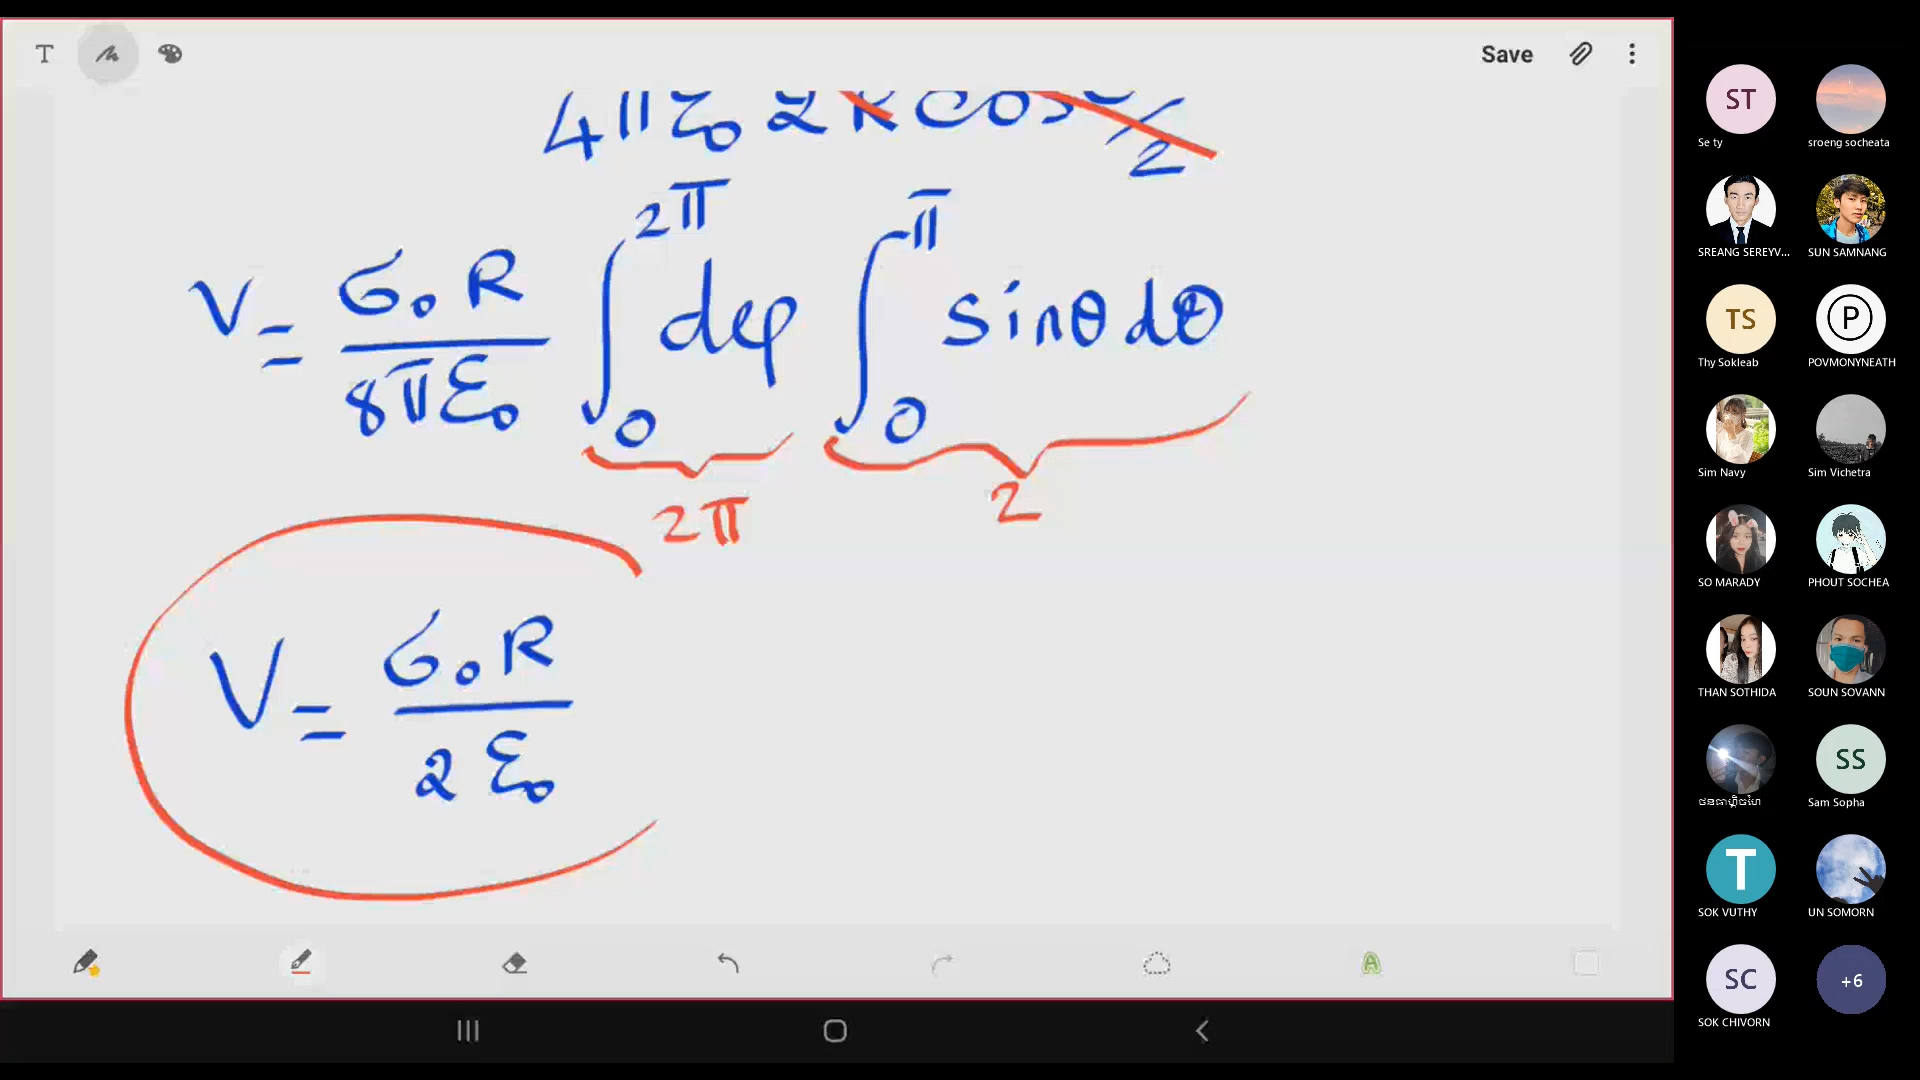 T
Save
4πε₀ 2R cos θ/2
V = σ₀R / 8πε₀ ∫₀^2π dφ ∫₀^π sinθ dθ
2π
2
V = σ₀R / 2ε₀
ST
Se ty
sroeng socheata
SREANG SEREYV...
SUN SAMNANG
TS
Thy Sokleab
P
POVMONYNEATH
Sim Navy
Sim Vichetra
SO MARADY
PHOUT SOCHEA
THAN SOTHIDA
SOUN SOVANN
SS
Sam Sopha
T
SOK VUTHY
UN SOMORN
SC
SOK CHIVORN
+6
A